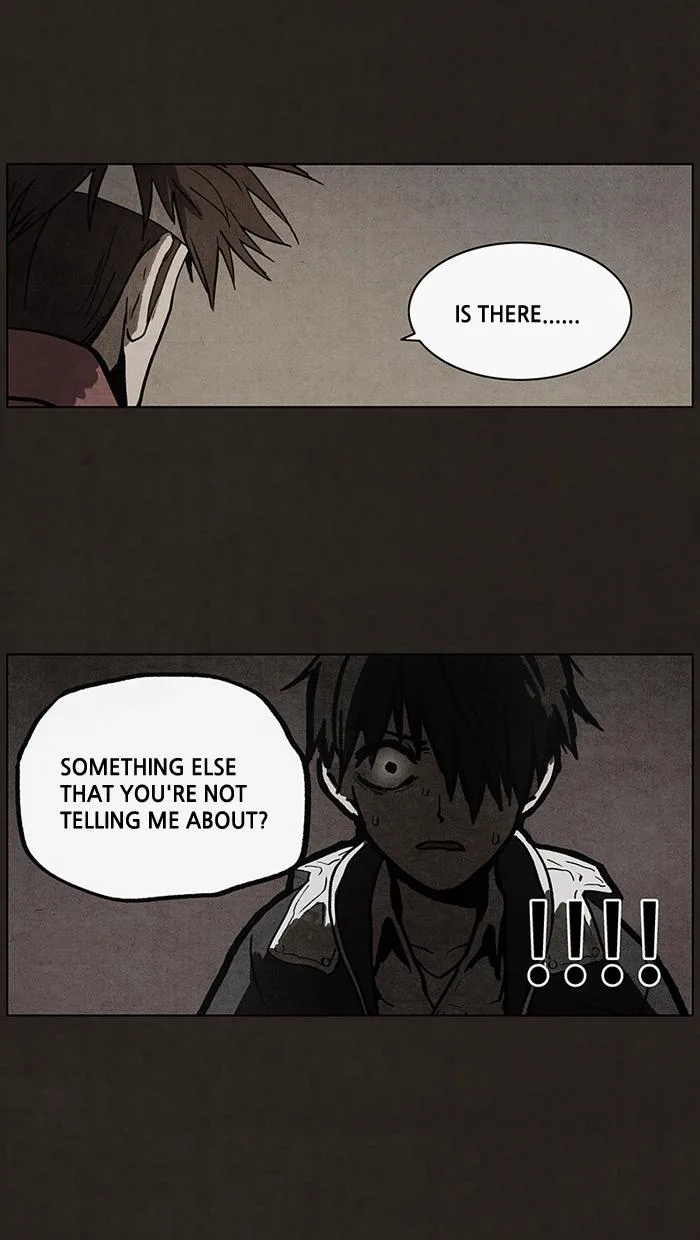 IS THERE......
SOMETHING ELSE
THAT YOU'RE NOT
TELLING ME ABOUT?
!!!!